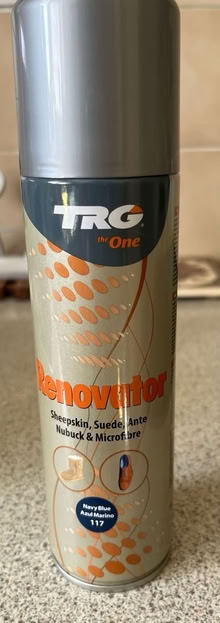 TRG
the One
Renovator
Sheepskin, Suede, Ante
Nubuck & Microfibre
Navy Blue
Azul Marino
117